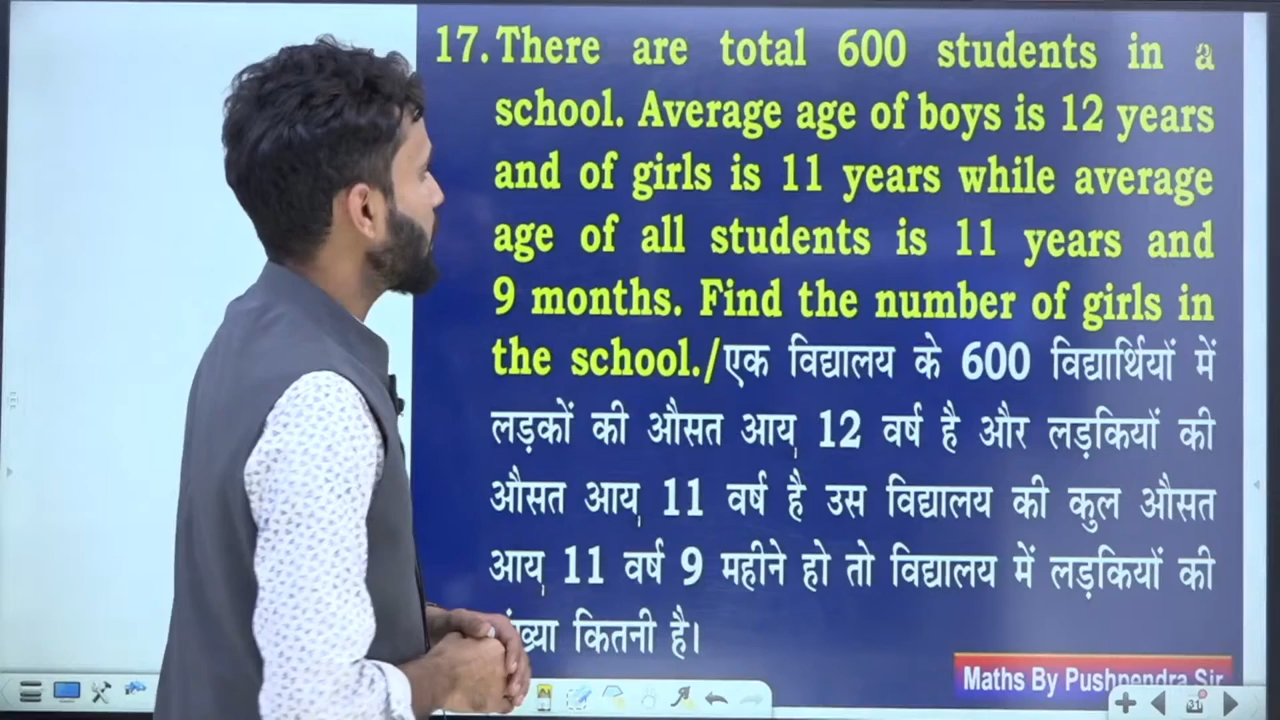 17. There are total 600 students in a
school. Average age of boys is 12 years
and of girls is 11 years while average
age of all students is 11 years and
9 months. Find the number of girls in
the school./एक विद्यालय के 600 विद्यार्थियों में
लड़कों की औसत आयु 12 वर्ष है और लड़कियों की
औसत आयु 11 वर्ष है उस विद्यालय की कुल औसत
आयु 11 वर्ष 9 महीने हो तो विद्यालय में लड़कियों की
कितनी है।
Maths By Pushpendra Sir